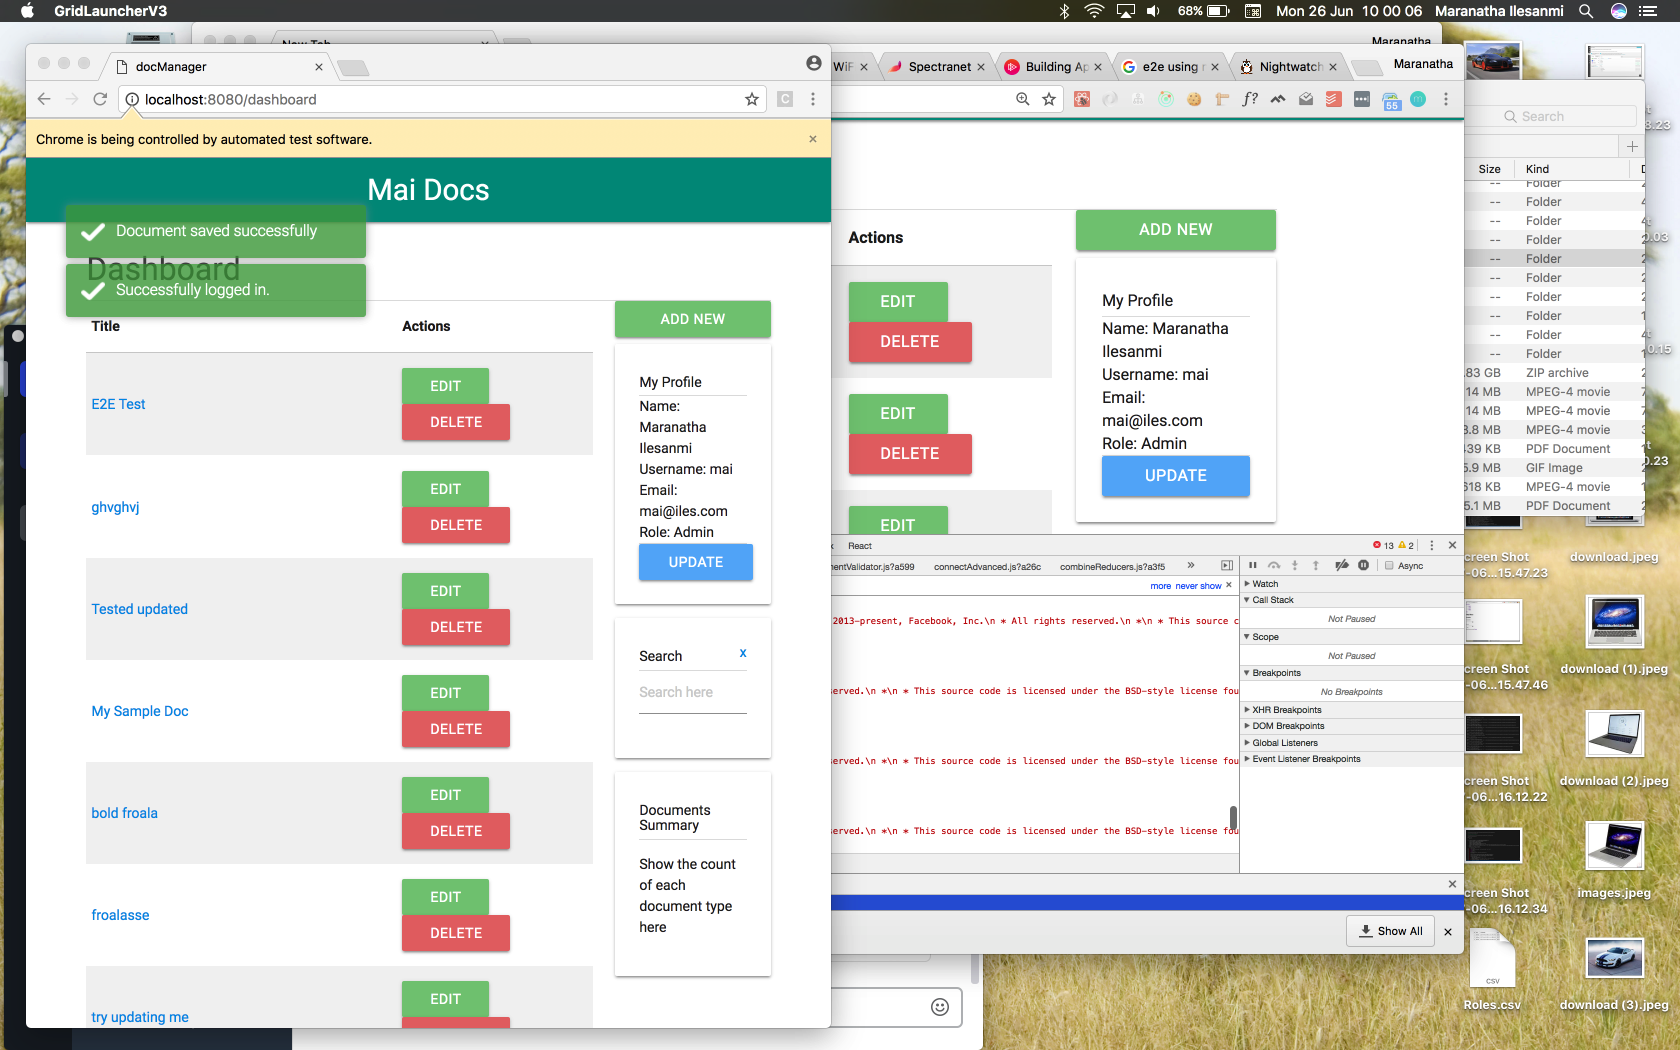 GridLauncherV3
68%
Mon 26 Jun 10 00 06
Maranatha Ilesanmi
New Tab
Maranatha
docManager
localhost:8080/dashboard
Chrome is being controlled by automated test software.
Mai Docs
Document saved successfully
Dashboard
Successfully logged in.
Title
Actions
ADD NEW
E2E Test
EDIT
DELETE
ghvghvj
EDIT
DELETE
Tested updated
EDIT
DELETE
My Sample Doc
EDIT
DELETE
bold froala
EDIT
DELETE
froalasse
EDIT
DELETE
try updating me
EDIT
My Profile
Name:
Maranatha
Ilesanmi
Username: mai
Email:
mai@iles.com
Role: Admin
UPDATE
Search
x
Search here
Documents
Summary
Show the count
of each
document type
here
WiF
Spectranet
Building Ap
e2e using
Nightwatch
Maranatha
f?
55
Actions
EDIT
DELETE
EDIT
DELETE
EDIT
ADD NEW
My Profile
Name: Maranatha
Ilesanmi
Username: mai
Email:
mai@iles.com
Role: Admin
UPDATE
React
13
2
entValidator.js?a599
connectAdvanced.js?a26c
combineReducers.js?a3f5
»
Async
more never show
2013-present, Facebook, Inc.\n * All rights reserved.\n *\n * This source c
erved.\n *\n * This source code is licensed under the BSD-style license fou
erved.\n *\n * This source code is licensed under the BSD-style license fou
erved.\n *\n * This source code is licensed under the BSD-style license fou
Watch
Call Stack
Not Paused
Scope
Not Paused
Breakpoints
No Breakpoints
XHR Breakpoints
DOM Breakpoints
Global Listeners
Event Listener Breakpoints
Show All
Search
Size
Kind
-- Folder
-- Folder
-- Folder
-- Folder
-- Folder
-- Folder
-- Folder
-- Folder
-- Folder
-- Folder
.83 GB ZIP archive
14 MB MPEG-4 movie
14 MB MPEG-4 movie
3.8 MB MPEG-4 movie
39 KB PDF Document
5.9 MB GIF Image
618 KB MPEG-4 movie
5.1 MB PDF Document
creen Shot
-06...15.47.23
download.jpeg
creen Shot
-06...15.47.46
download (1).jpeg
creen Shot
-06...16.12.22
download (2).jpeg
creen Shot
-06...16.12.34
images.jpeg
csv
Roles.csv
download (3).jpeg